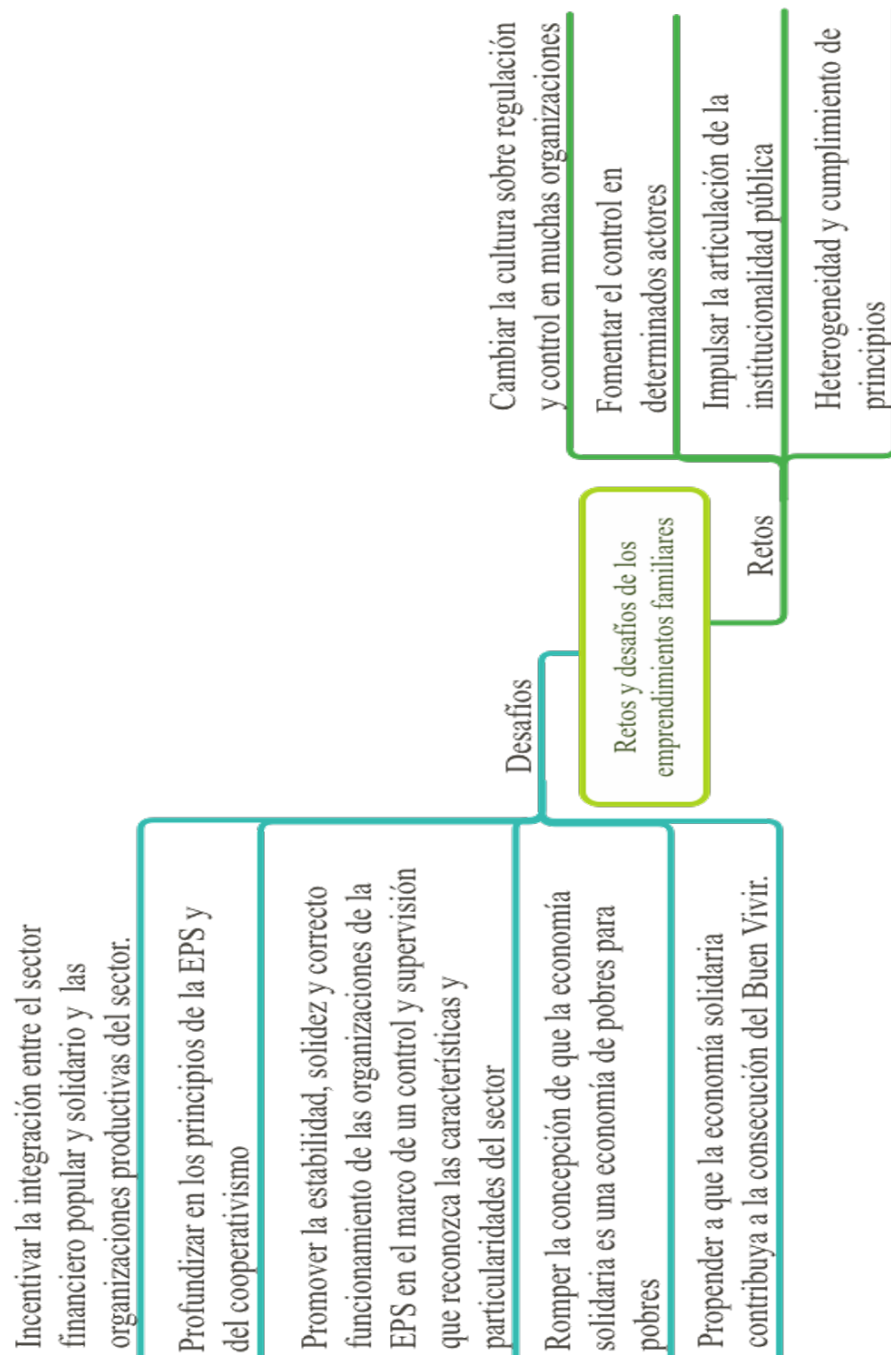 Retos y desafíos de los
emprendimientos familiares
Desafíos
Incentivar la integración entre el sector
financiero popular y solidario y las
organizaciones productivas del sector.
Profundizar en los principios de la EPS y
del cooperativismo
Promover la estabilidad, solidez y correcto
funcionamiento de las organizaciones de la
EPS en el marco de un control y supervisión
que reconozca las características y
particularidades del sector
Romper la concepción de que la economía
solidaria es una economía de pobres para
pobres
Propender a que la economía solidaria
contribuya a la consecución del Buen Vivir.
Retos
Cambiar la cultura sobre regulación
y control en muchas organizaciones
Fomentar el control en
determinados actores
Impulsar la articulación de la
institucionalidad pública
Heterogeneidad y cumplimiento de
principios